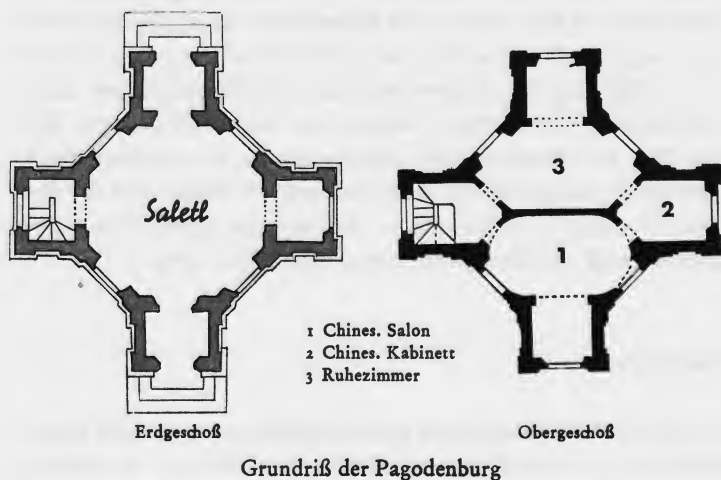 Saletl
3
2
1
1 Chines. Salon
2 Chines. Kabinett
3 Ruhezimmer
Erdgeschoß
Obergeschoß
Grundriß der Pagodenburg